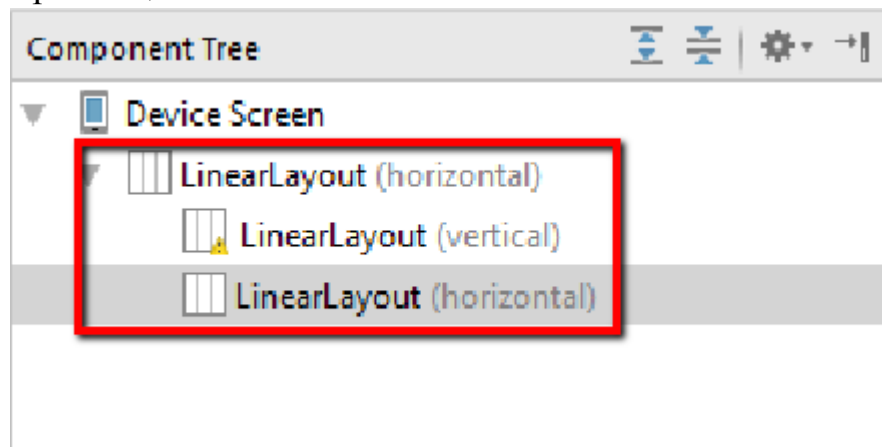 Component Tree
Device Screen
LinearLayout (horizontal)
LinearLayout (vertical)
LinearLayout (horizontal)